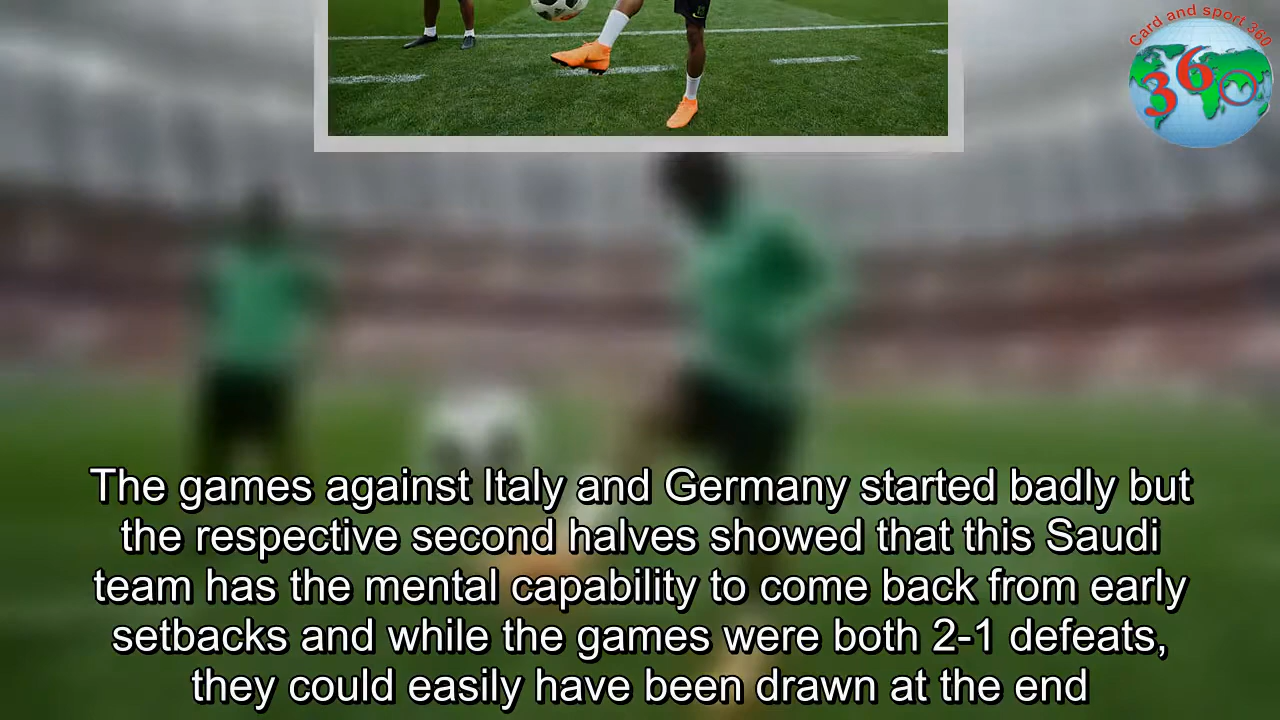 Card and sport 360
360
The games against Italy and Germany started badly but
the respective second halves showed that this Saudi
team has the mental capability to come back from early
setbacks and while the games were both 2-1 defeats,
they could easily have been drawn at the end